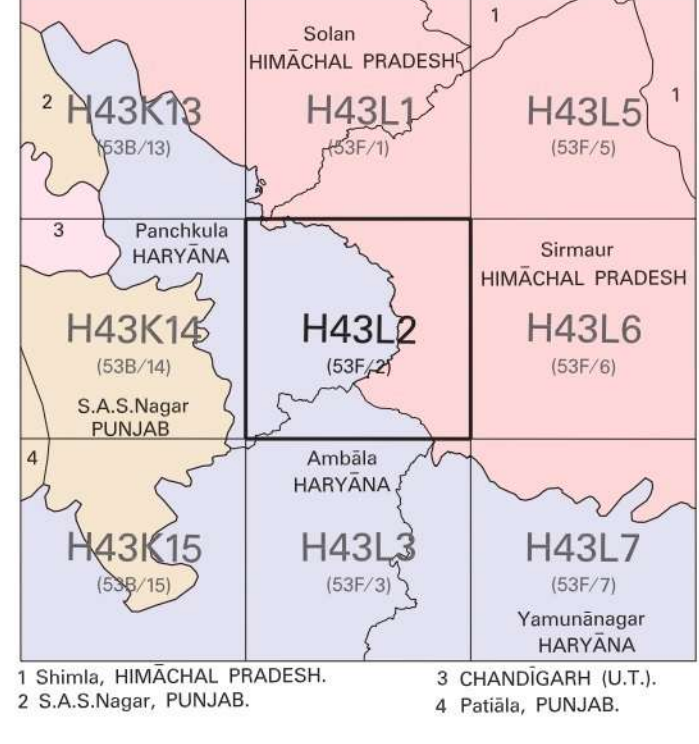 1
Solan
HIMĀCHAL PRADESH
2
H43K13
(53B/13)
H43L1
(53F/1)
H43L5
(53F/5)
1
3
Panchkula
HARYĀNA
Sirmaur
HIMĀCHAL PRADESH
H43K14
(53B/14)
H43L2
(53F/2)
H43L6
(53F/6)
S.A.S.Nagar
PUNJAB
4
Ambāla
HARYĀNA
H43K15
(53B/15)
H43L3
(53F/3)
H43L7
(53F/7)
Yamunānagar
HARYĀNA
1 Shimla, HIMĀCHAL PRADESH.
2 S.A.S.Nagar, PUNJAB.
3 CHANDĪGARH (U.T.).
4 Patiāla, PUNJAB.